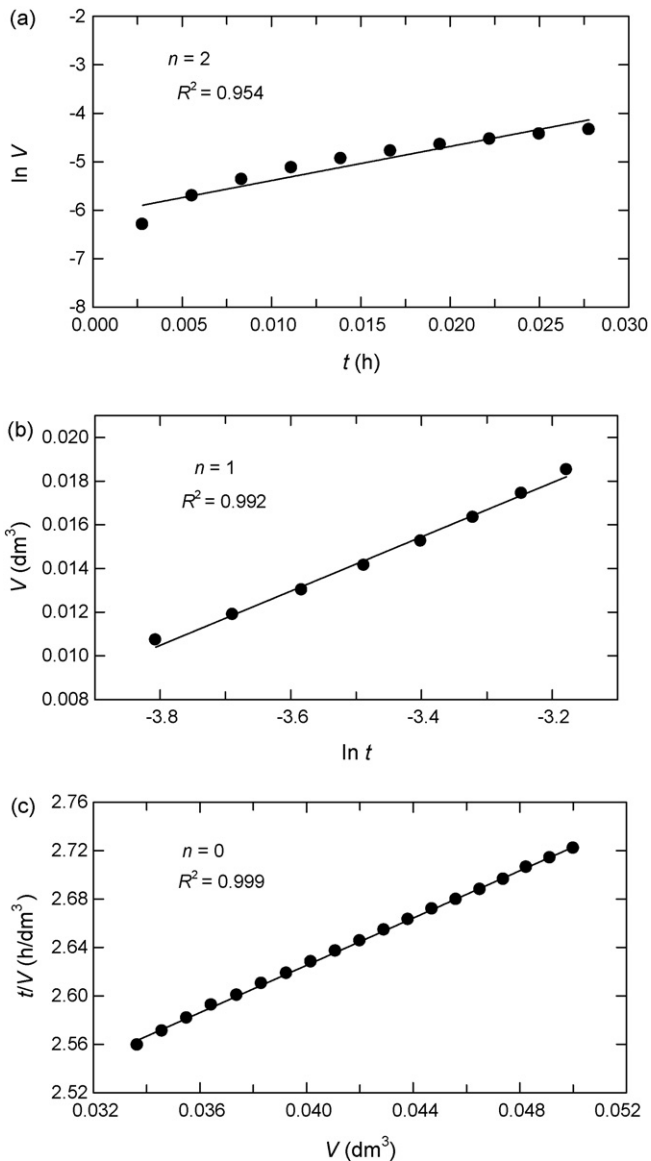 (a)
-2
-3
-4
-5
-6
-7
-8
ln V
n = 2
R² = 0.954
0.000 0.005 0.010 0.015 0.020 0.025 0.030
t (h)
(b)
0.020
0.018
0.016
0.014
0.012
0.010
0.008
V (dm³)
n = 1
R² = 0.992
-3.8 -3.6 -3.4 -3.2
ln t
(c)
2.76
2.72
2.68
2.64
2.60
2.56
2.52
t/V (h/dm³)
n = 0
R² = 0.999
0.032 0.036 0.040 0.044 0.048 0.052
V (dm³)